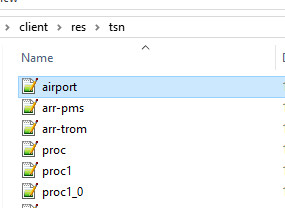 client > res > tsn
Name
airport
arr-pms
arr-trom
proc
proc1
proc1_0